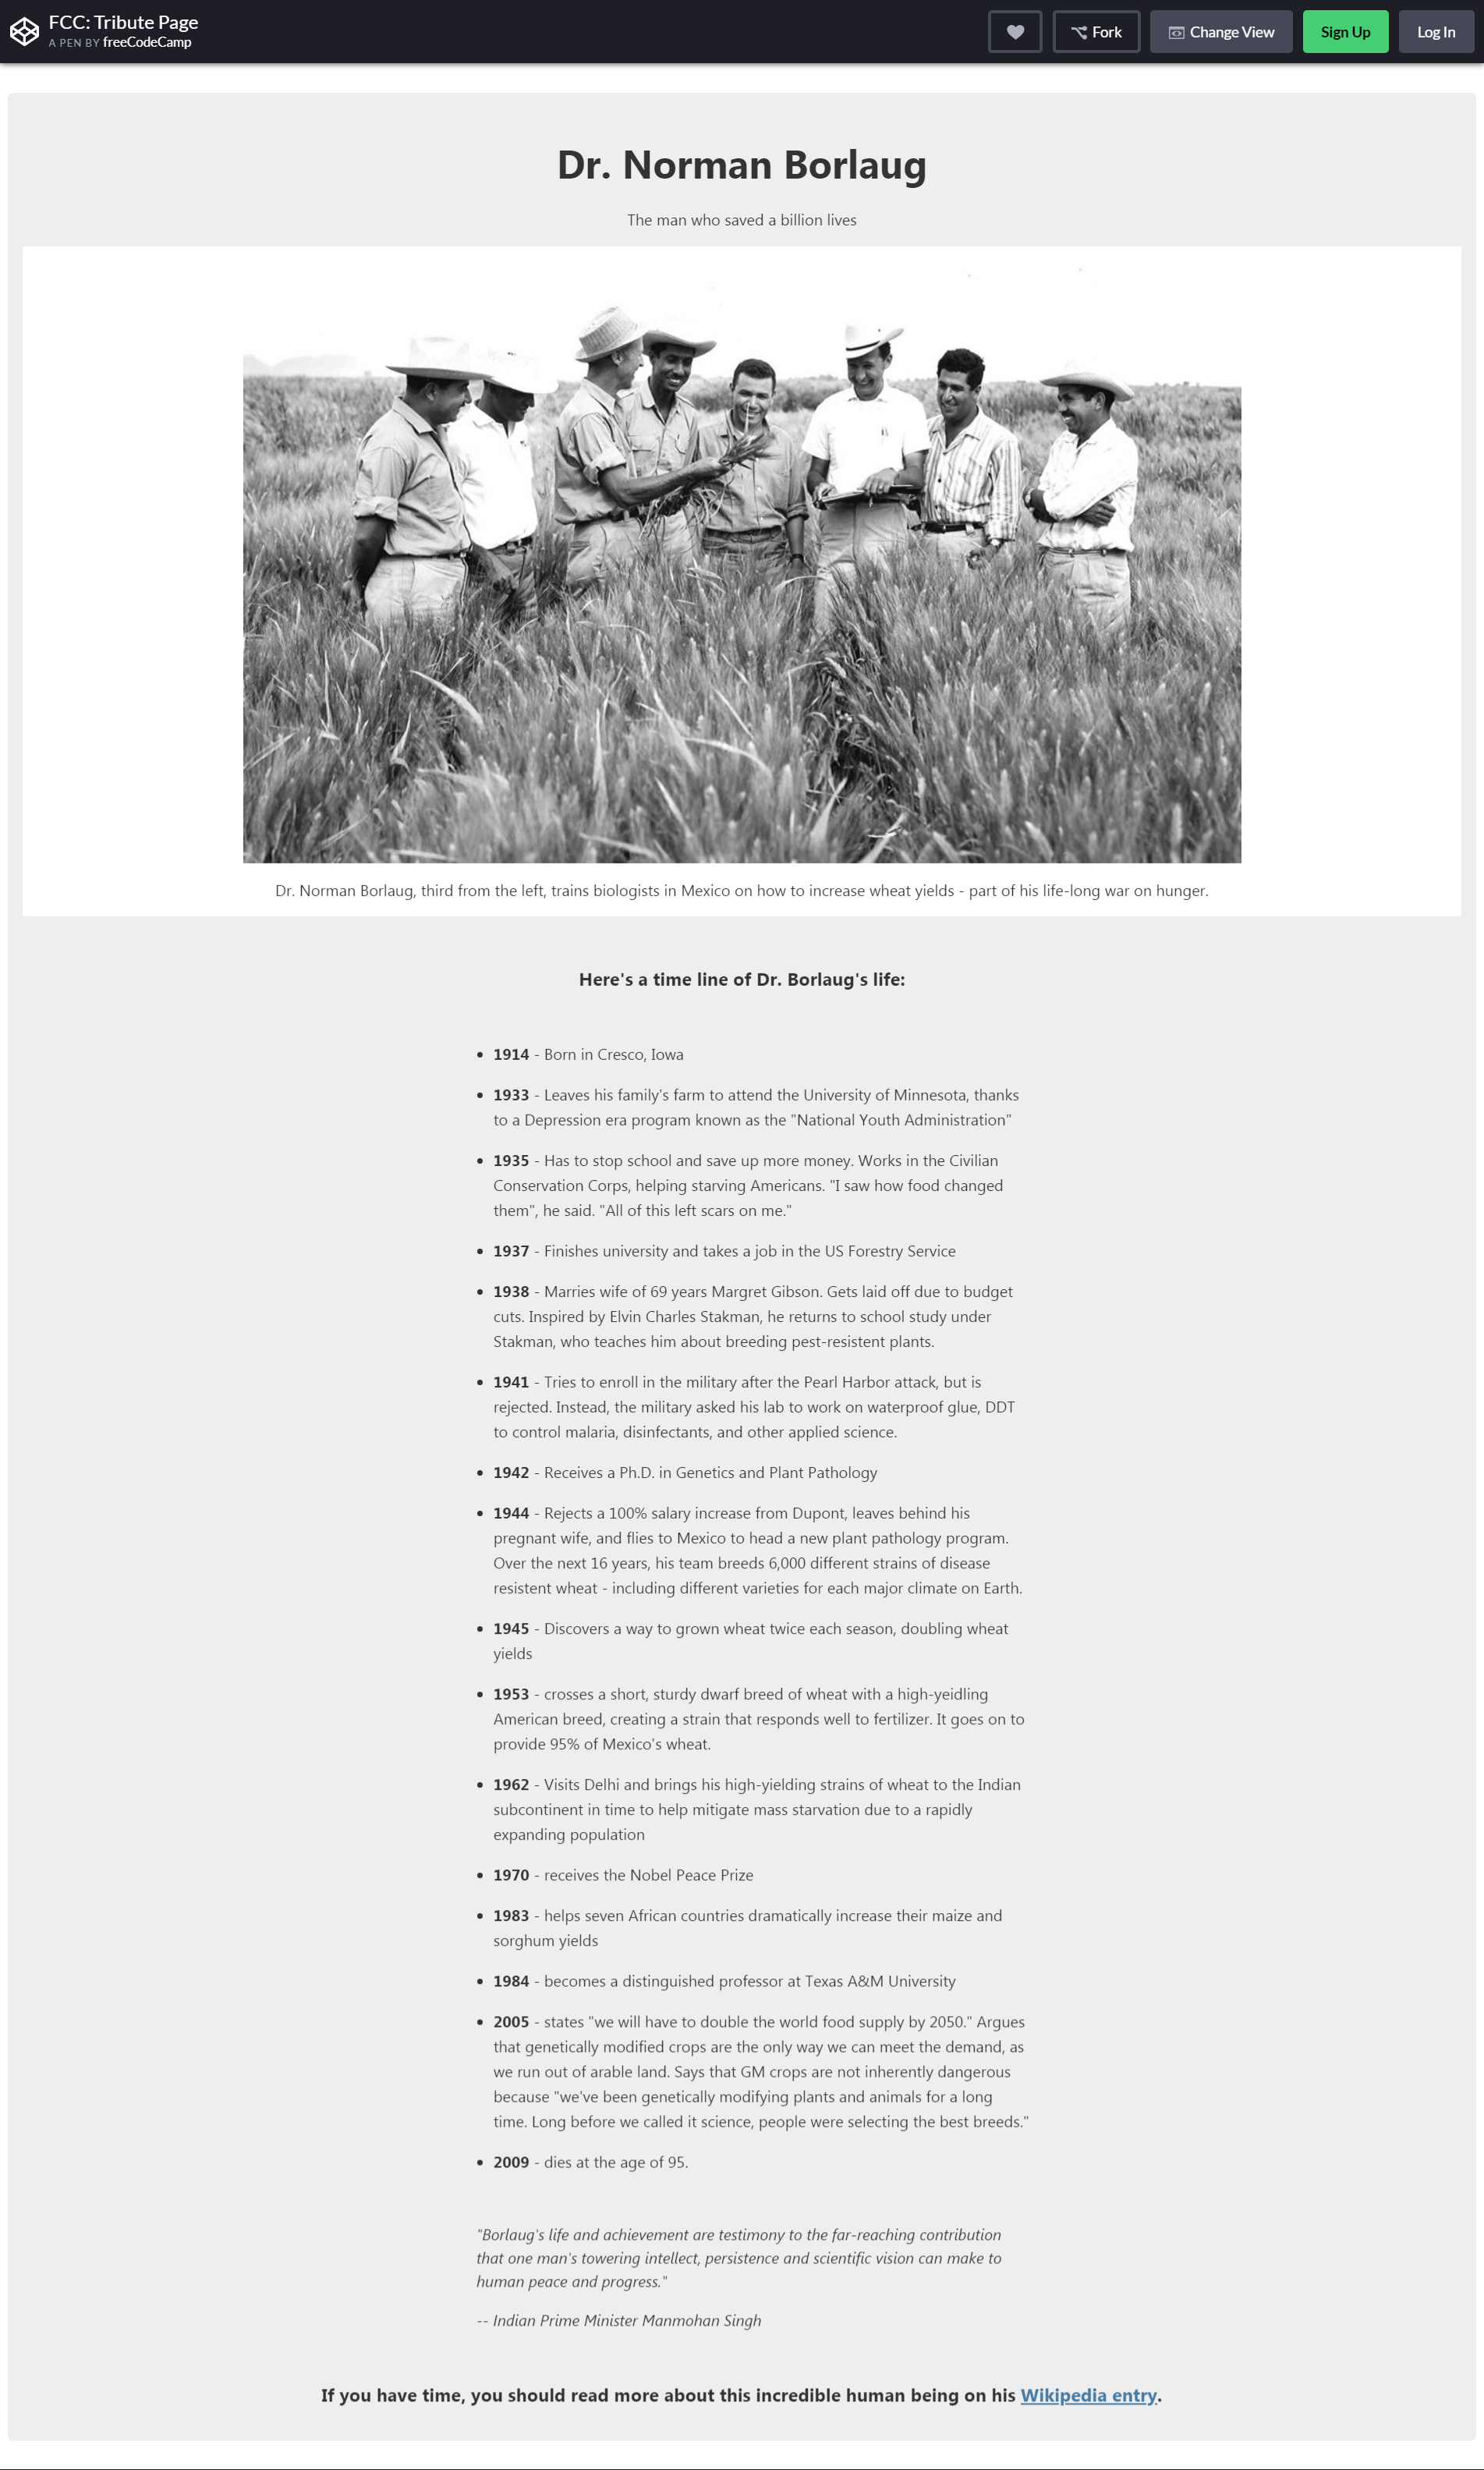 FCC: Tribute Page
A PEN BY freeCodeCamp
Fork
Change View
Sign Up
Log In
Dr. Norman Borlaug
The man who saved a billion lives
Dr. Norman Borlaug, third from the left, trains biologists in Mexico on how to increase wheat yields - part of his life-long war on hunger.
Here's a time line of Dr. Borlaug's life:
• 1914 - Born in Cresco, Iowa
• 1933 - Leaves his family's farm to attend the University of Minnesota, thanks
to a Depression era program known as the "National Youth Administration"
• 1935 - Has to stop school and save up more money. Works in the Civilian
Conservation Corps, helping starving Americans. "I saw how food changed
them", he said. "All of this left scars on me."
• 1937 - Finishes university and takes a job in the US Forestry Service
• 1938 - Marries wife of 69 years Margret Gibson. Gets laid off due to budget
cuts. Inspired by Elvin Charles Stakman, he returns to school study under
Stakman, who teaches him about breeding pest-resistent plants.
• 1941 - Tries to enroll in the military after the Pearl Harbor attack, but is
rejected. Instead, the military asked his lab to work on waterproof glue, DDT
to control malaria, disinfectants, and other applied science.
• 1942 - Receives a Ph.D. in Genetics and Plant Pathology
• 1944 - Rejects a 100% salary increase from Dupont, leaves behind his
pregnant wife, and flies to Mexico to head a new plant pathology program.
Over the next 16 years, his team breeds 6,000 different strains of disease
resistent wheat - including different varieties for each major climate on Earth.
• 1945 - Discovers a way to grown wheat twice each season, doubling wheat
yields
• 1953 - crosses a short, sturdy dwarf breed of wheat with a high-yeidling
American breed, creating a strain that responds well to fertilizer. It goes on to
provide 95% of Mexico's wheat.
• 1962 - Visits Delhi and brings his high-yielding strains of wheat to the Indian
subcontinent in time to help mitigate mass starvation due to a rapidly
expanding population
• 1970 - receives the Nobel Peace Prize
• 1983 - helps seven African countries dramatically increase their maize and
sorghum yields
• 1984 - becomes a distinguished professor at Texas A&M University
• 2005 - states "we will have to double the world food supply by 2050." Argues
that genetically modified crops are the only way we can meet the demand, as
we run out of arable land. Says that GM crops are not inherently dangerous
because "we've been genetically modifying plants and animals for a long
time. Long before we called it science, people were selecting the best breeds."
• 2009 - dies at the age of 95.
"Borlaug's life and achievement are testimony to the far-reaching contribution
that one man's towering intellect, persistence and scientific vision can make to
human peace and progress."
-- Indian Prime Minister Manmohan Singh
If you have time, you should read more about this incredible human being on his Wikipedia entry.